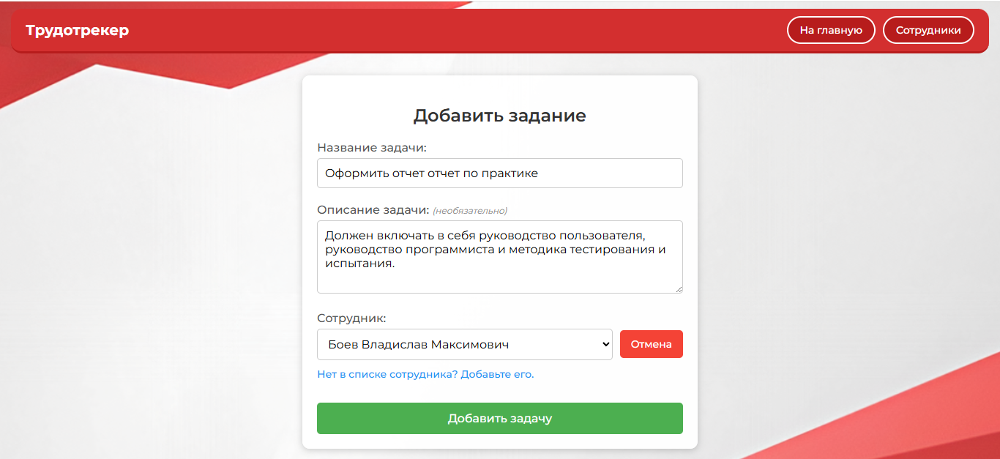 Трудотрекер
На главную
Сотрудники
Добавить задание
Название задачи:
Оформить отчет отчет по практике
Описание задачи: (необязательно)
Должен включать в себя руководство пользователя,
руководство программиста и методика тестирования и
испытания.
Сотрудник:
Боев Владислав Максимович
Отмена
Нет в списке сотрудника? Добавьте его.
Добавить задачу